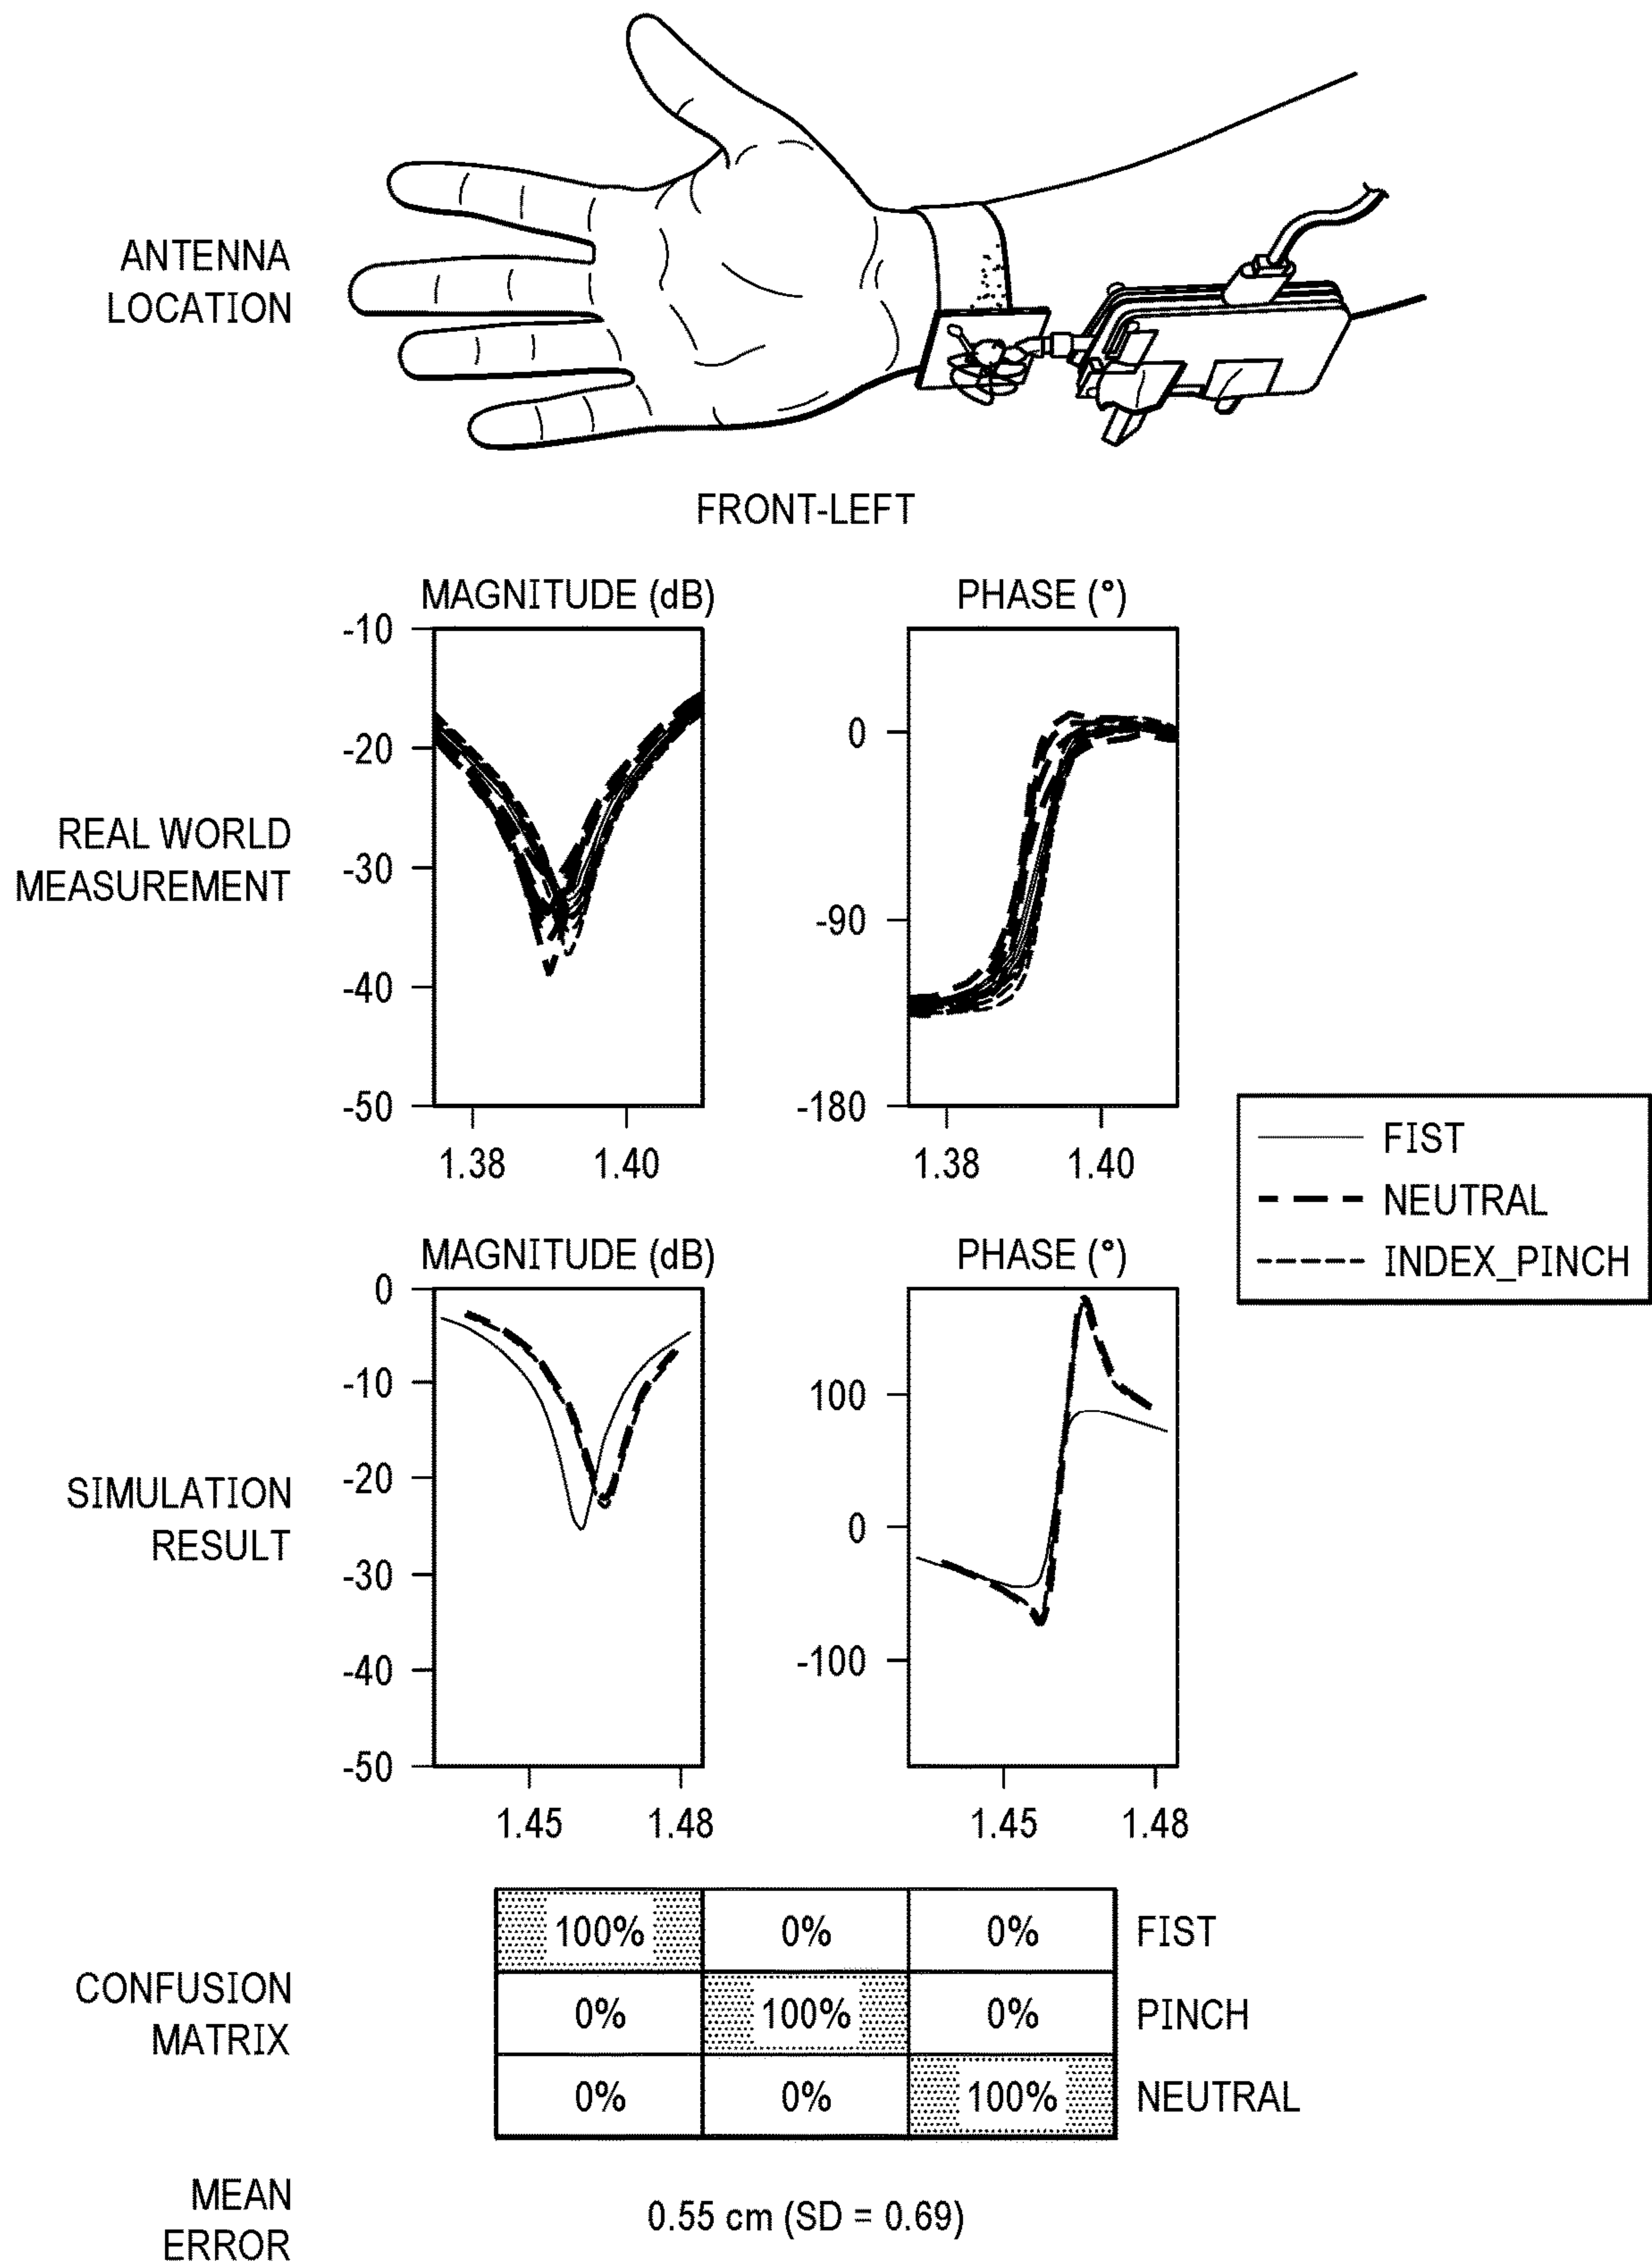 ANTENNA
LOCATION
FRONT-LEFT
MAGNITUDE (dB)
PHASE (°)
REAL WORLD
MEASUREMENT
-10
-20
-30
-40
-50
1.38
1.40
0
-90
-180
1.38
1.40
FIST
NEUTRAL
INDEX_PINCH
MAGNITUDE (dB)
PHASE (°)
SIMULATION
RESULT
0
-10
-20
-30
-40
-50
1.45
1.48
100
0
-100
1.45
1.48
CONFUSION
MATRIX
100% 0% 0% FIST
0% 100% 0% PINCH
0% 0% 100% NEUTRAL
MEAN
ERROR
0.55 cm (SD = 0.69)